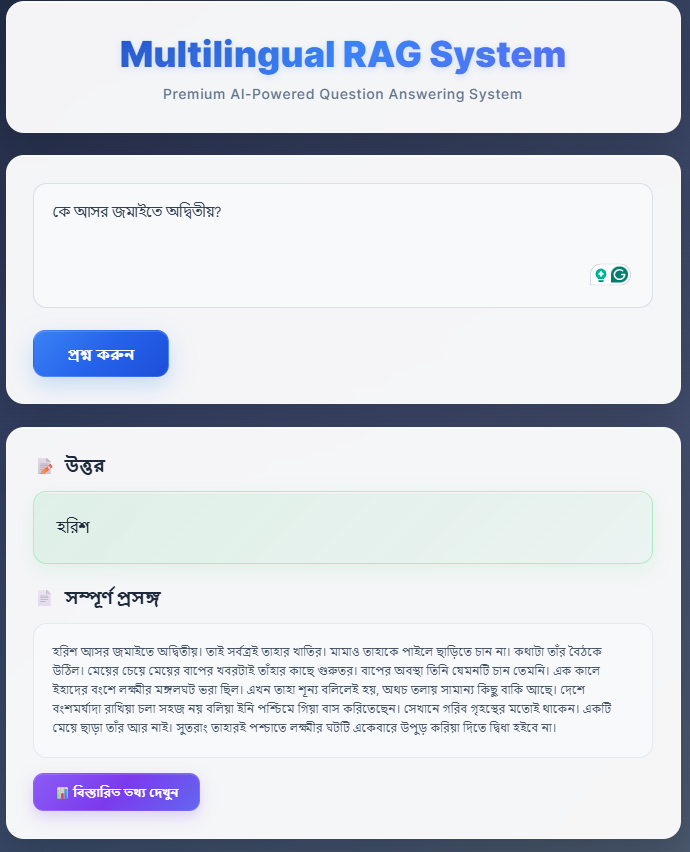 Multilingual RAG System
Premium AI-Powered Question Answering System
কে আসর জমাইতে অদ্বিতীয়?
প্রশ্ন করুন
উত্তর
হরিশ
সম্পূর্ণ প্রসঙ্গ
হরিশ আসর জমাইতে অদ্বিতীয়। তাই সর্বত্রই তাহার খাতির। মামাও তাহাকে পাইলে ছাড়িতে চান না। কথাটা তাঁর বৈঠকে
উঠিল। মেয়ের চেয়ে মেয়ের বাপের খবরটাই তাঁহার কাছে গুরুতর। বাপের অবস্থা তিনি যেমনটি চান তেমনি। এক কালে
ইহাদের বংশে লক্ষ্মীর মঙ্গলঘট ভরা ছিল। এখন তাহা শূন্য বলিলেই হয়, অথচ তলায় সামান্য কিছু বাকি আছে। দেশে
বংশমর্যাদা রাখিয়া চলা সহজ নয় বলিয়া ইনি পশ্চিমে গিয়া বাস করিতেছেন। সেখানে গরিব গৃহস্থের মতোই থাকেন। একটি
মেয়ে ছাড়া তাঁর আর নাই। সুতরাং তাহারই পশ্চাতে লক্ষ্মীর ঘটটি একেবারে উপুড় করিয়া দিতে দ্বিধা হইবে না।
বিস্তারিত তথ্য দেখুন